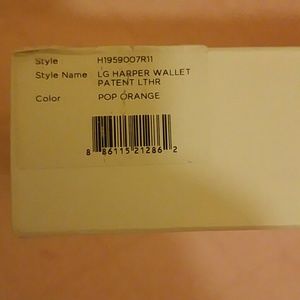 Style H1959007R11
Style Name LG HARPER WALLET
PATENT LTHR
Color POP ORANGE
8 86115 21286 2